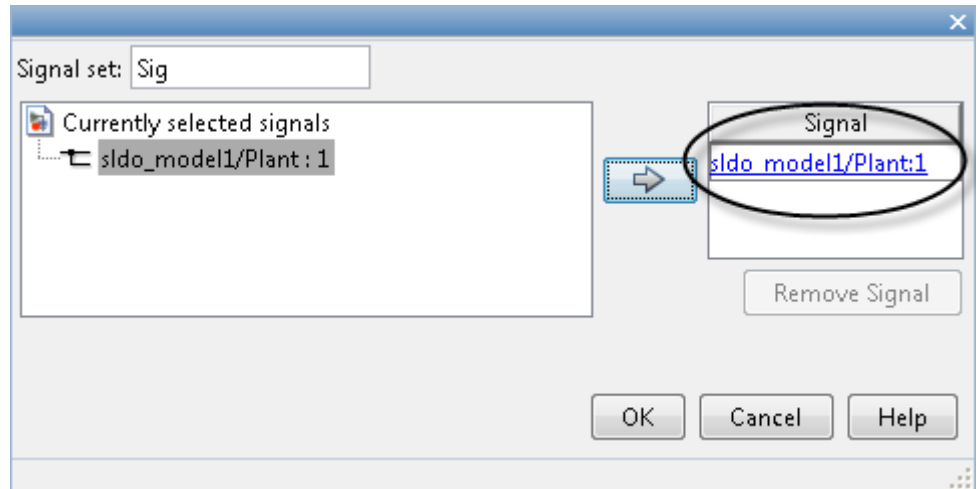 Signal set: Sig
Currently selected signals
sldo_model1/Plant : 1
Signal
sldo_model1/Plant:1
Remove Signal
OK Cancel Help